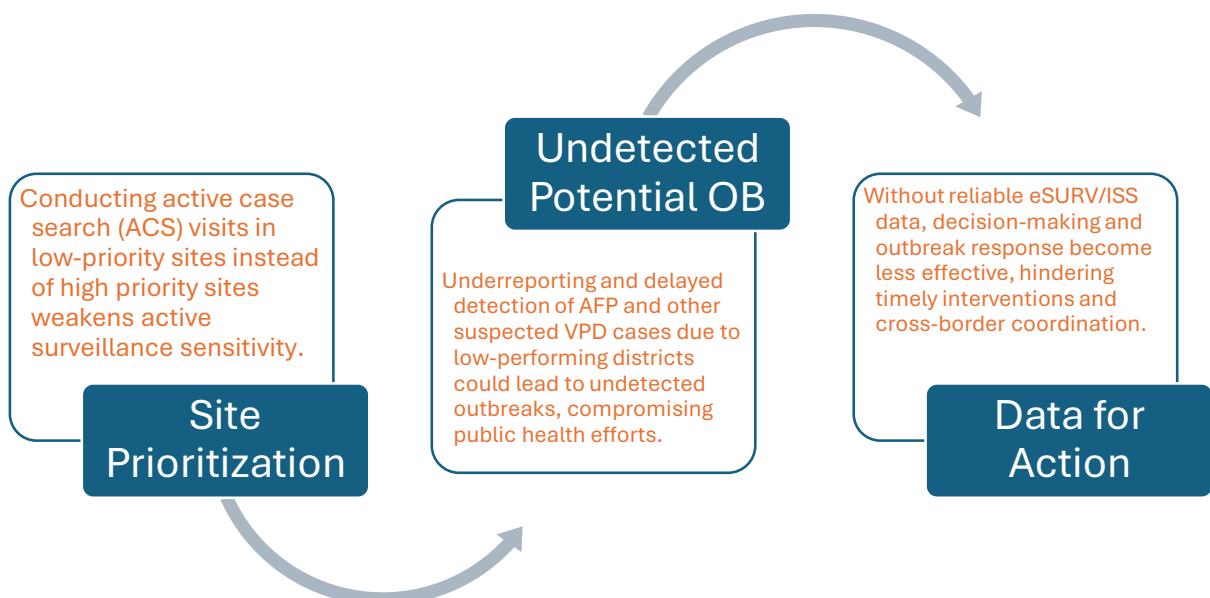 Conducting active case
search (ACS) visits in
low-priority sites instead
of high priority sites
weakens active
surveillance sensitivity.
Site
Prioritization
Undetected
Potential OB
Underreporting and delayed
detection of AFP and other
suspected VPD cases due to
low-performing districts
could lead to undetected
outbreaks, compromising
public health efforts.
Without reliable eSURV/ISS
data, decision-making and
outbreak response become
less effective, hindering
timely interventions and
cross-border coordination.
Data for
Action